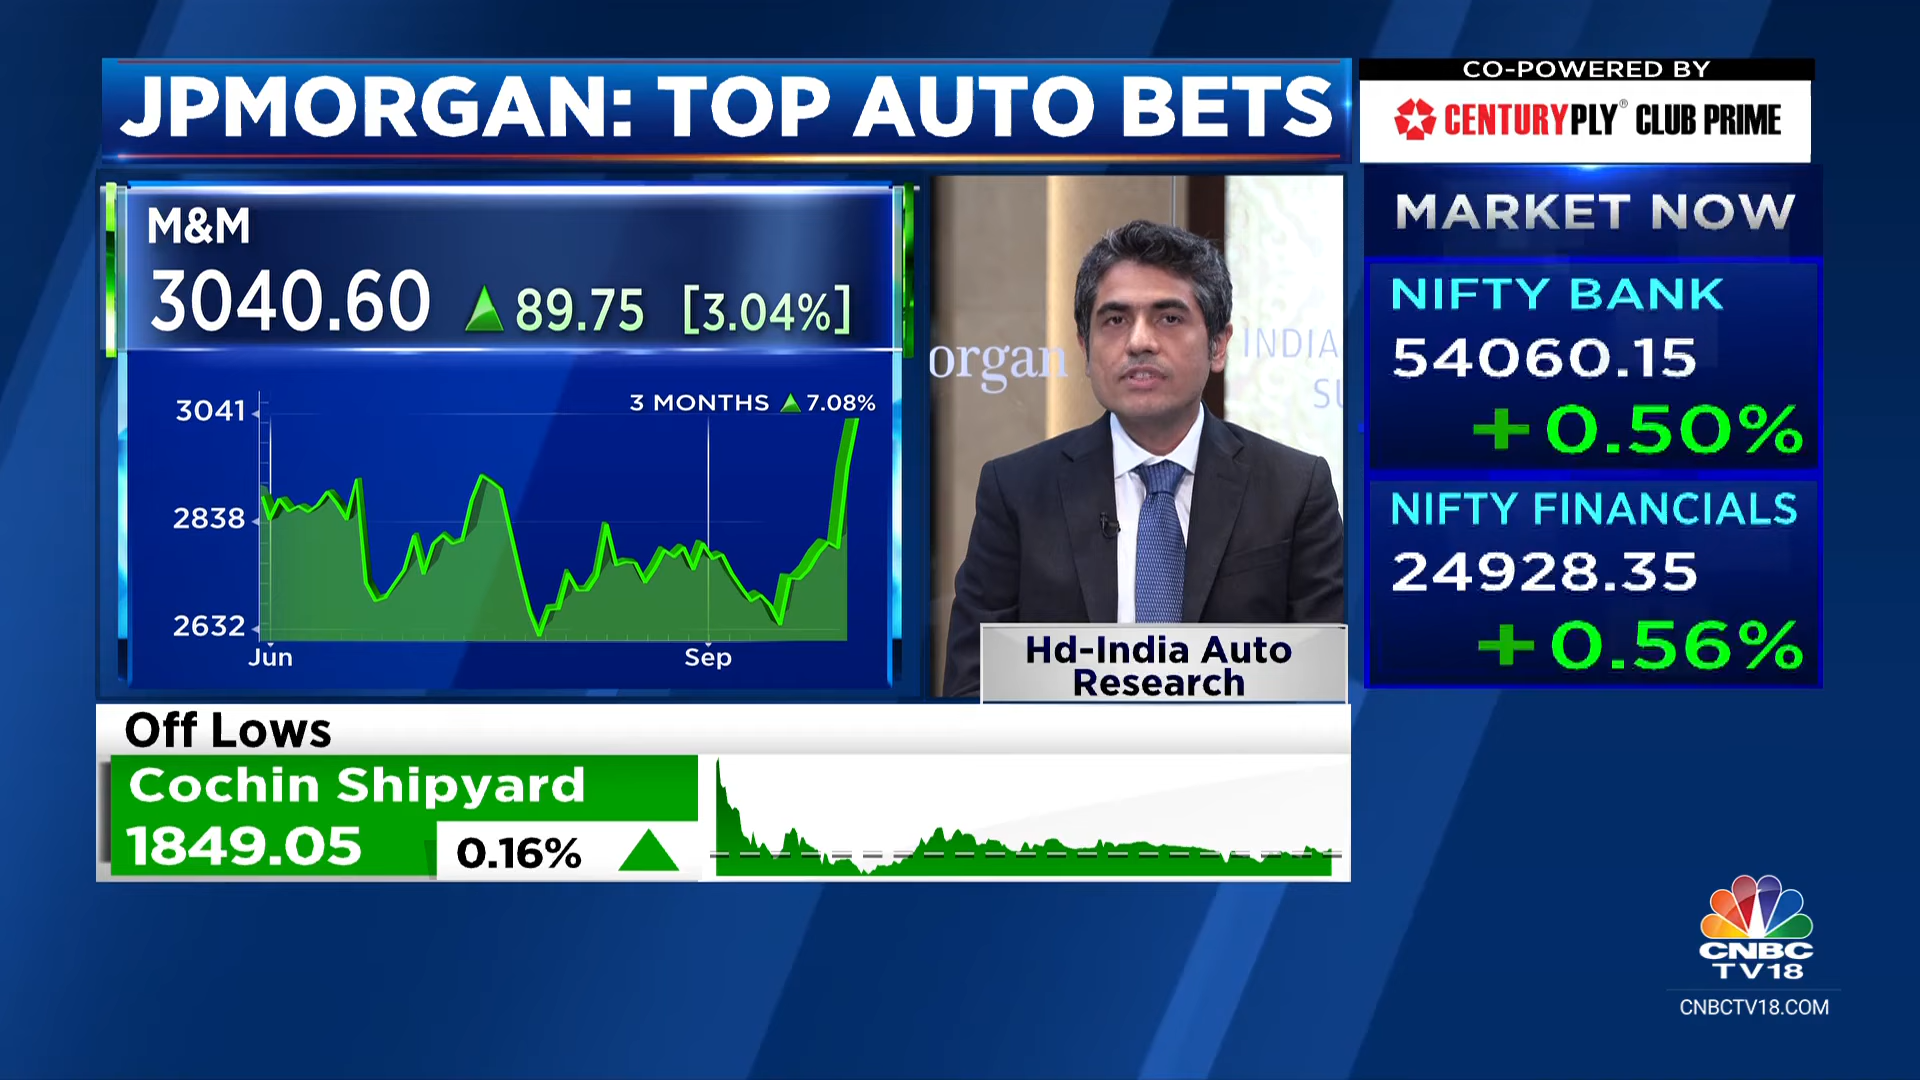 JPMORGAN: TOP AUTO BETS
CO-POWERED BY
CENTURYPLY® CLUB PRIME
M&M
3040.60 ▲ 89.75 [3.04%]
3 MONTHS ▲ 7.08%
3041
2838
2632
Jun
Sep
organ
INDIA
SU
Hd-India Auto
Research
MARKET NOW
NIFTY BANK
54060.15
+0.50%
NIFTY FINANCIALS
24928.35
+0.56%
Off Lows
Cochin Shipyard
1849.05
0.16% ▲
CNBC
TV18
CNBCTV18.COM